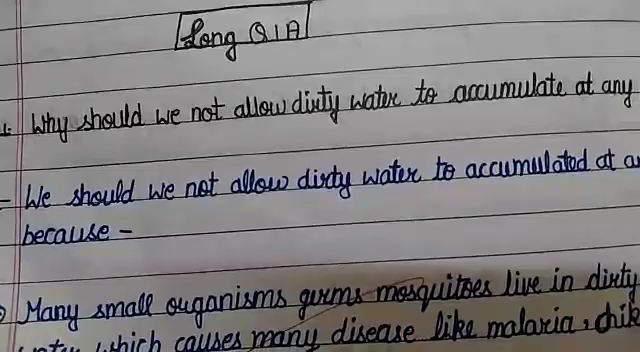 Long Q/A
1. Why should we not allow dirty water to accumulate at any
- We should we not allow dirty water to accumulated at
because -
Many small organisms germs mosquitoes live in dirty
which causes many disease like malaria,